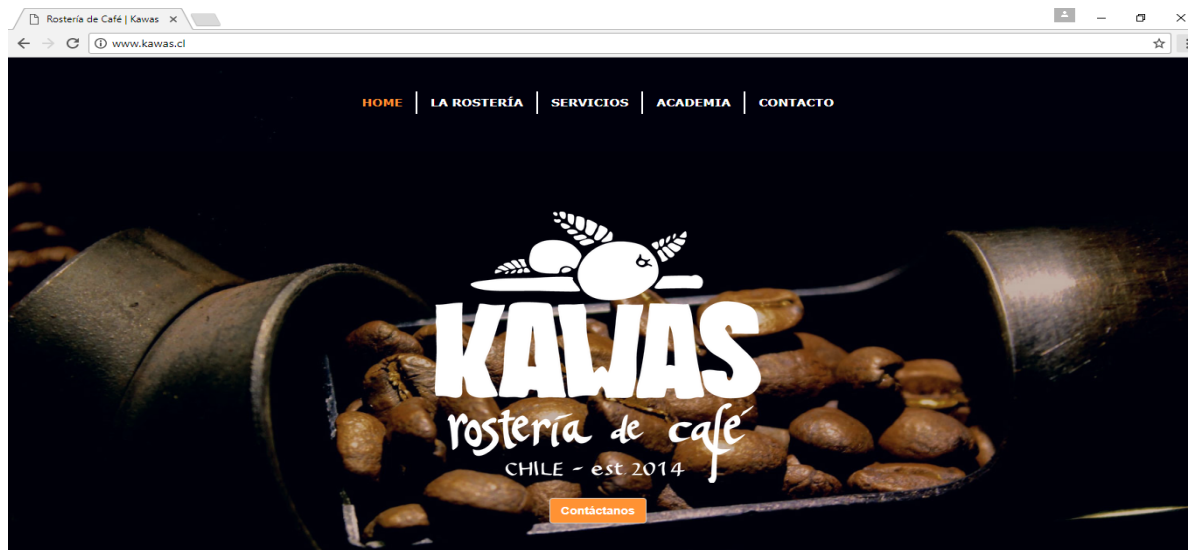 Rostería de Café | Kawas
www.kawas.cl
HOME LA ROSTERÍA SERVICIOS ACADEMIA CONTACTO
KAWAS
rostería de café
CHILE - est 2014
Contáctanos